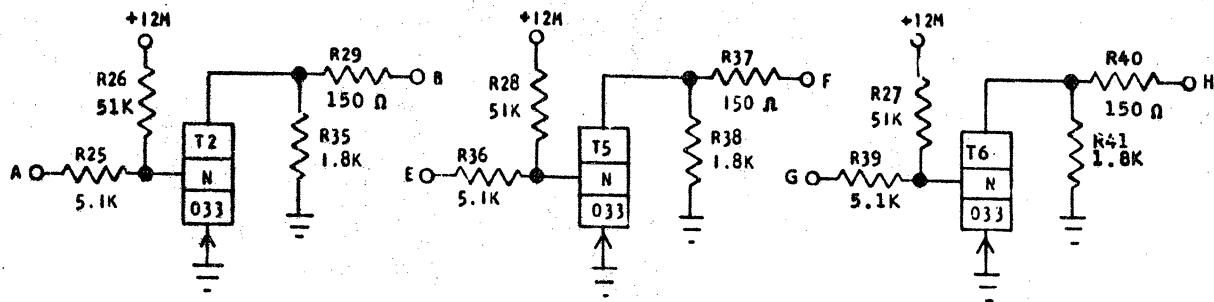 +12M
R26
51K
R29
150 Ω
B
R35
1.8K
T2
N
033
R25
5.1K
A
+12M
R28
51K
R37
150 Ω
F
R38
1.8K
T5
N
033
R36
5.1K
E
+12M
R27
51K
R40
150 Ω
H
R41
1.8K
T6
N
033
R39
5.1K
G